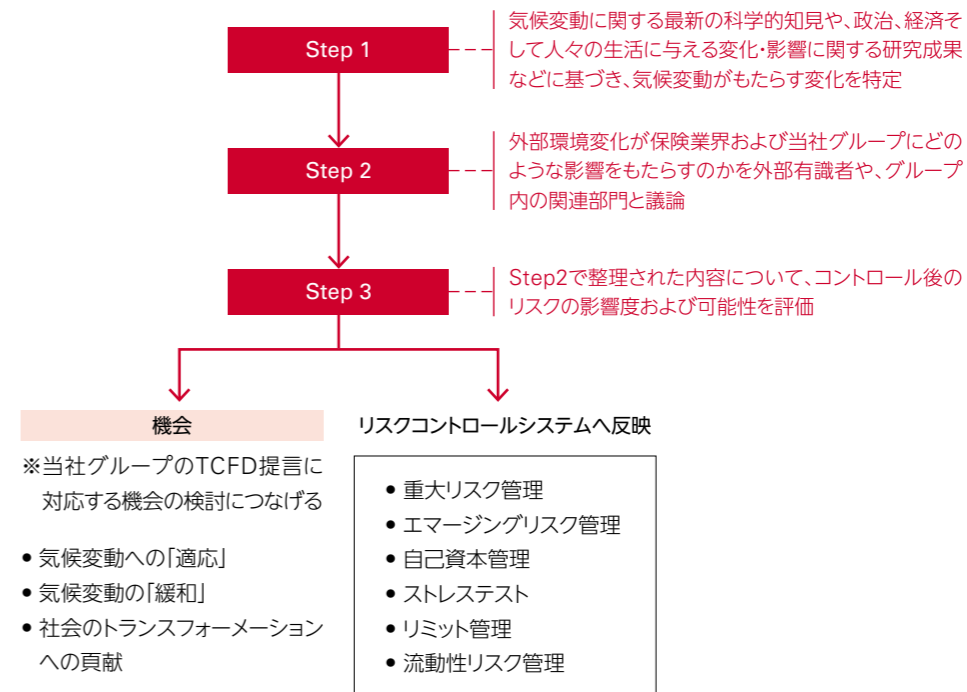 Step 1
気候変動に関する最新の科学的知見や、政治、経済そ
して人々の生活に与える変化・影響に関する研究成果
などに基づき、気候変動がもたらす変化を特定
Step 2
外部環境変化が保険業界および当社グループにどの
ような影響をもたらすのかを外部有識者や、グループ
内の関連部門と議論
Step 3
Step2で整理された内容について、コントロール後の
リスクの影響度および可能性を評価
機会
※当社グループのTCFD提言に
対応する機会の検討につなげる
• 気候変動への「適応」
• 気候変動の「緩和」
• 社会のトランスフォーメーション
への貢献
リスクコントロールシステムへ反映
• 重大リスク管理
• エマージングリスク管理
• 自己資本管理
• ストレステスト
• リミット管理
• 流動性リスク管理